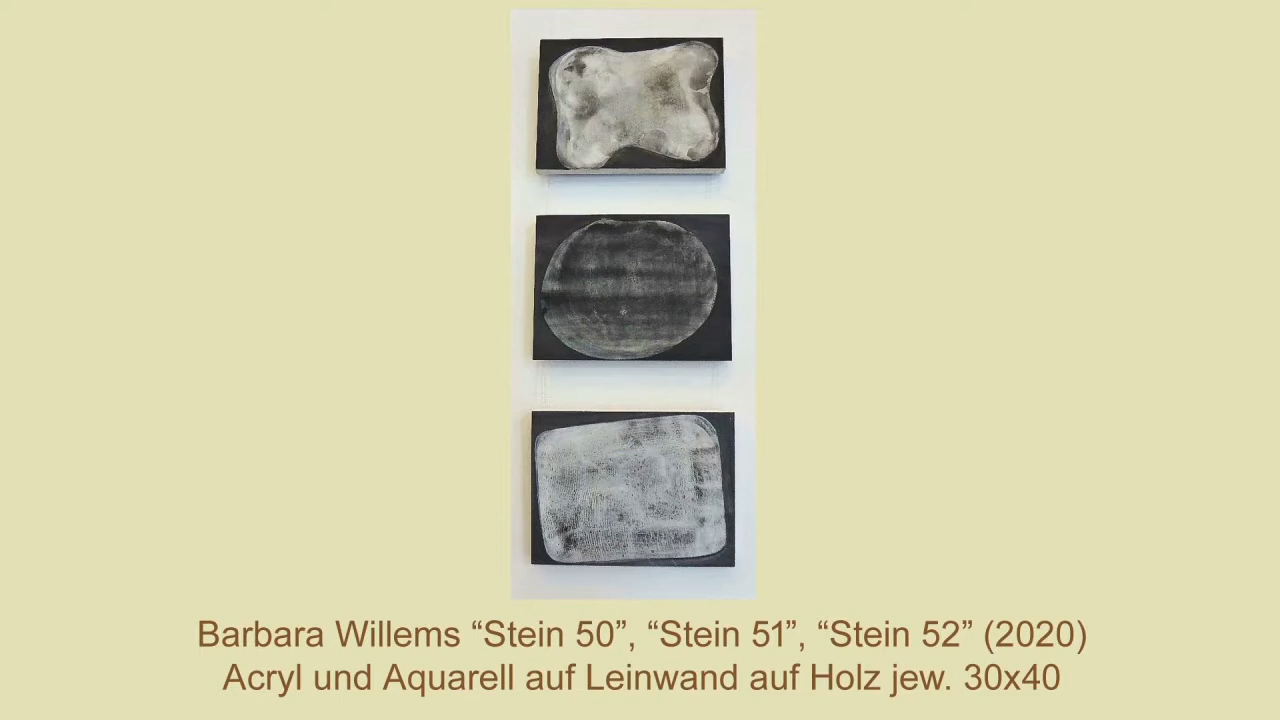 Barbara Willems “Stein 50”, “Stein 51”, “Stein 52” (2020)
Acryl und Aquarell auf Leinwand auf Holz jew. 30x40